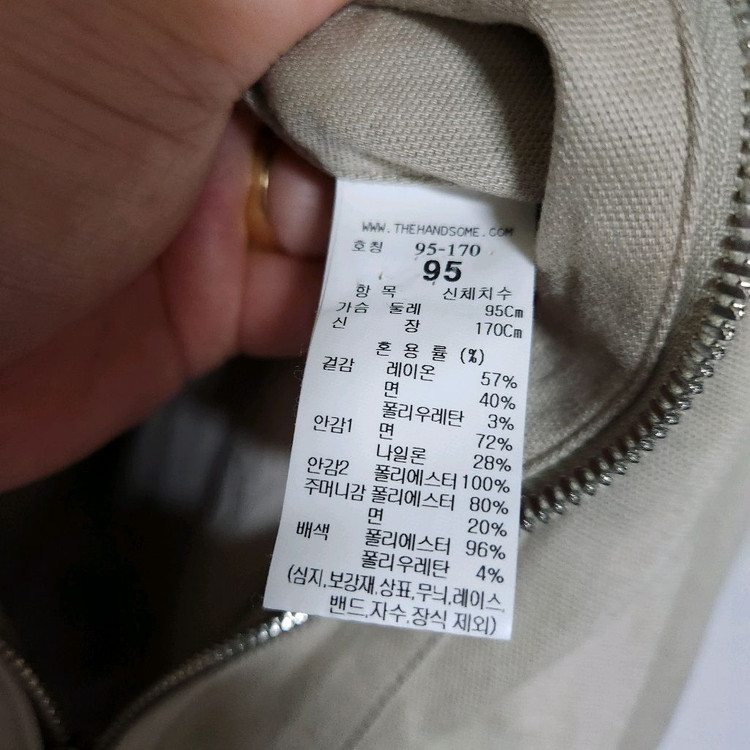 WWW.THEHANDSOME.COM
호칭 95-170
95
항 목 신체치수
가슴 둘레 95Cm
신 장 170Cm
혼 용 률 (%)
겉감 레이온 57%
면 40%
폴리우레탄 3%
안감1 면 72%
나일론 28%
안감2 폴리에스터 100%
주머니감 폴리에스터 80%
면 20%
배색 폴리에스터 96%
폴리우레탄 4%
(심지,보강재,상표,무늬,레이스,
밴드,자수,장식 제외)